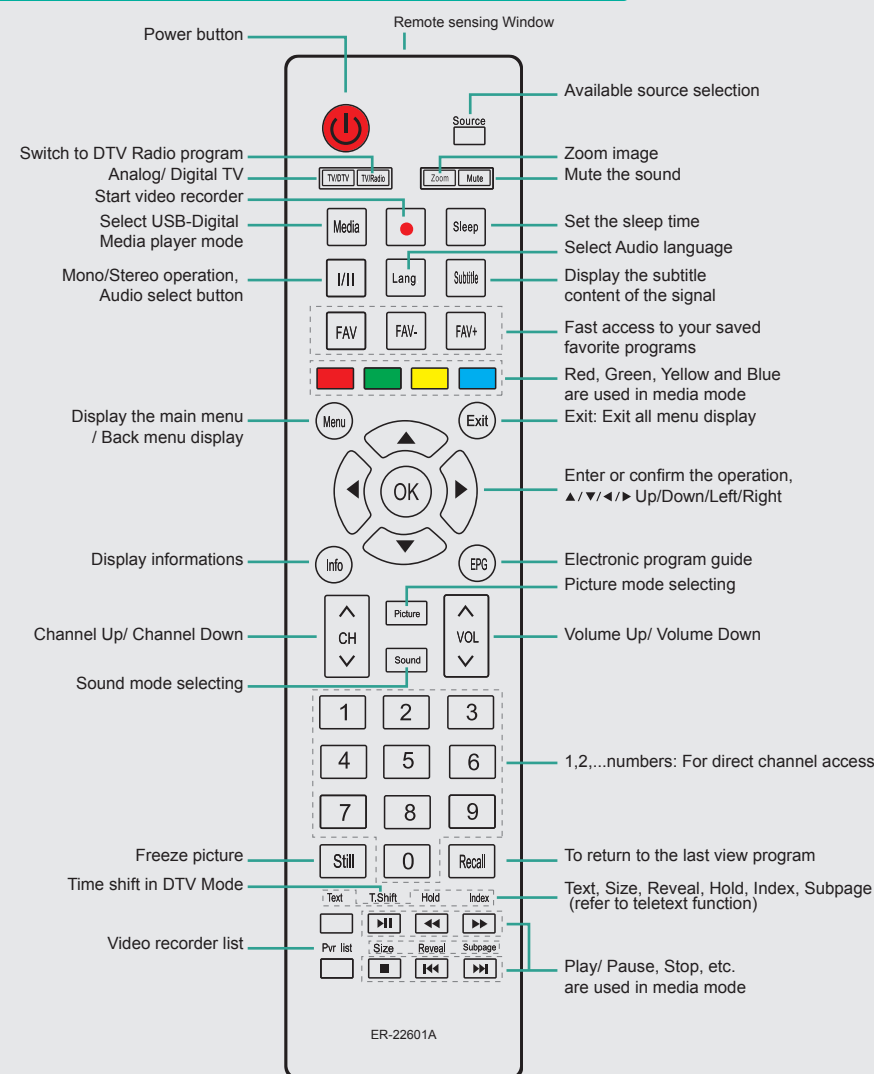 Remote sensing Window
Power button
Available source selection
Source
Switch to DTV Radio program
Analog/ Digital TV
Start video recorder
Select USB-Digital
Media player mode
Mono/Stereo operation,
Audio select button
TV/DTV TV/Radio Zoom Mute
Zoom image
Mute the sound
Media Sleep
Set the sleep time
Select Audio language
I/II Lang Subtitle
Display the subtitle
content of the signal
FAV FAV- FAV+
Fast access to your saved
favorite programs
Red, Green, Yellow and Blue
are used in media mode
Display the main menu
/ Back menu display
Menu Exit
Exit: Exit all menu display
OK
Enter or confirm the operation,
▲/▼/◀/▶ Up/Down/Left/Right
Display informations
Info EPG
Electronic program guide
Picture mode selecting
Picture
Channel Up/ Channel Down
CH VOL
Volume Up/ Volume Down
Sound
Sound mode selecting
1 2 3
4 5 6
1,2,...numbers: For direct channel access
7 8 9
Freeze picture
Still 0 Recall
To return to the last view program
Time shift in DTV Mode
Text T.Shift Hold Index
Text, Size, Reveal, Hold, Index, Subpage
(refer to teletext function)
Video recorder list
Pvr list Size Reveal Subpage
Play/ Pause, Stop, etc.
are used in media mode
ER-22601A